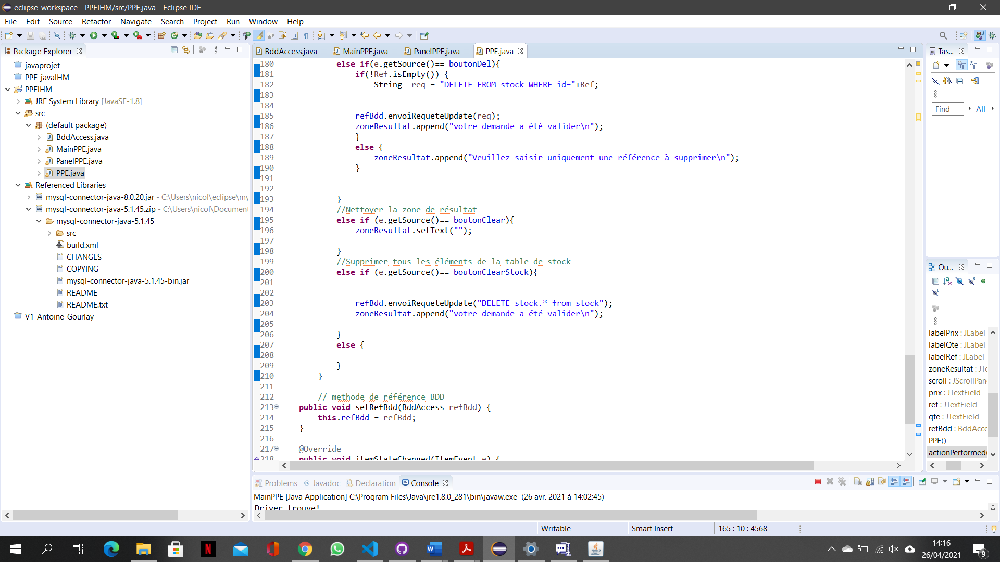 eclipse-workspace - PPEIHM/src/PPE.java - Eclipse IDE
File Edit Source Refactor Navigate Search Project Run Window Help
Package Explorer
javaprojet
PPE-javaIHM
PPEIHM
JRE System Library [JavaSE-1.8]
src
(default package)
BddAccess.java
MainPPE.java
PanelPPE.java
PPE.java
Referenced Libraries
mysql-connector-java-8.0.20.jar - C:\Users\nicol\eclipse\my
mysql-connector-java-5.1.45.zip - C:\Users\nicol\Document
mysql-connector-java-5.1.45
src
build.xml
CHANGES
COPYING
mysql-connector-java-5.1.45-bin.jar
README
README.txt
V1-Antoine-Gourlay
BddAccess.java MainPPE.java PanelPPE.java PPE.java
180 else if(e.getSource()== boutonDel){
181 if(!Ref.isEmpty()) {
182 String req = "DELETE FROM stock WHERE id="+Ref;
183
184
185 refBdd.envoiRequeteUpdate(req);
186 zoneResultat.append("votre demande a été valider\n");
187 }
188 else {
189 zoneResultat.append("Veuillez saisir uniquement une référence à supprimer\n");
190 }
191
192
193 }
194 //Nettoyer la zone de résultat
195 else if (e.getSource()== boutonClear){
196 zoneResultat.setText("");
197
198 }
199 //Supprimer tous les éléments de la table de stock
200 else if (e.getSource()== boutonClearStock){
201
202
203 refBdd.envoiRequeteUpdate("DELETE stock.* from stock");
204 zoneResultat.append("votre demande a été valider\n");
205
206 }
207 else {
208
209 }
210 }
211
212 // methode de référence BDD
213 public void setRefBdd(BddAccess refBdd) {
214 this.refBdd = refBdd;
215 }
216
217 @Override
218 public void itemStateChanged(ItemEvent e) {
Tas...
Find All
Ou...
labelPrix : JLabel
labelQte : JLabel
labelRef : JLabel
zoneResultat : JTe
scroll : JScrollPan
prix : JTextField
ref : JTextField
qte : JTextField
refBdd : BddAcce
PPE()
actionPerformed(
Problems Javadoc Declaration Console
MainPPE [Java Application] C:\Program Files\Java\jre1.8.0_281\bin\javaw.exe (26 avr. 2021 à 14:02:45)
Driver trouve!
Writable Smart Insert 165 : 10 : 4568
14:16
26/04/2021
9